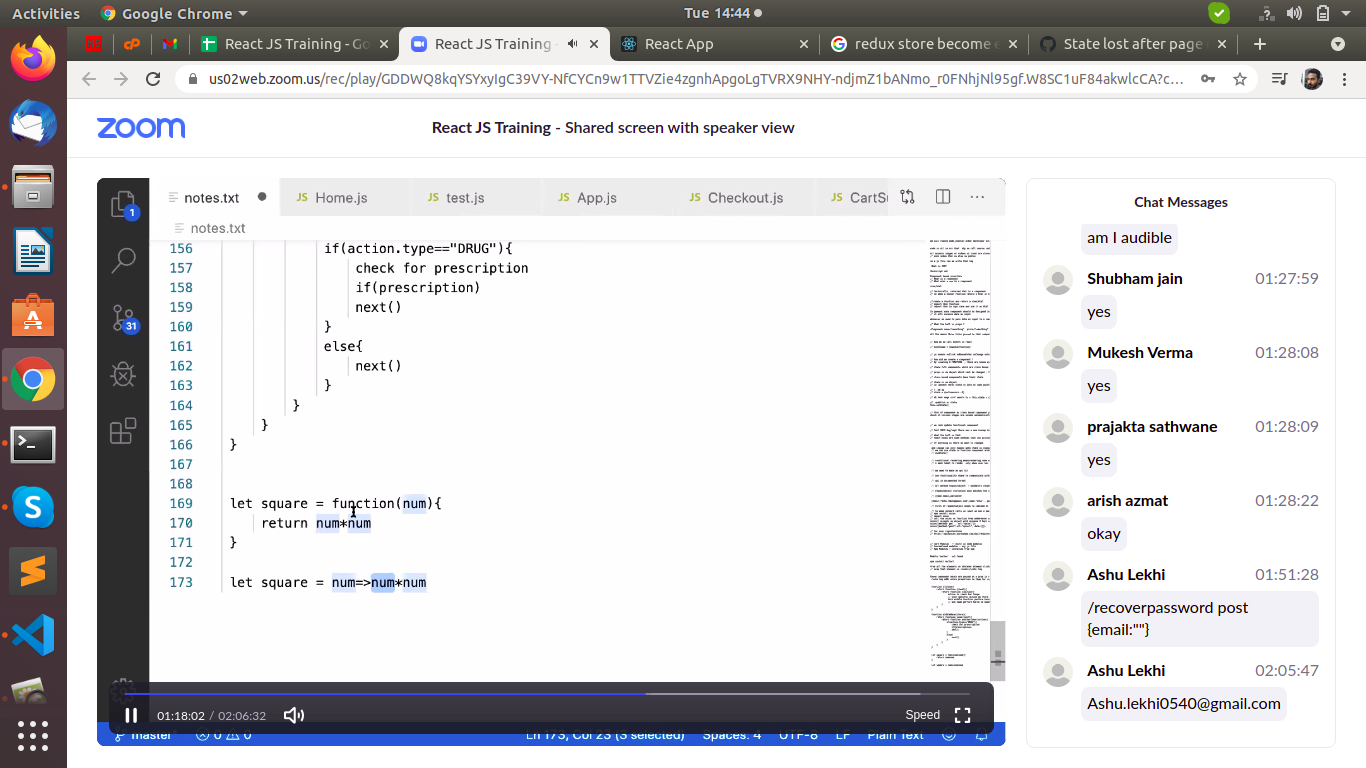 Activities
Google Chrome
Tue 14:44
React JS Training - Go
React JS Training -
React App
redux store become e
State lost after page
us02web.zoom.us/rec/play/GDDWQ8kqYSYxyIgC39VY-NfCYCn9w1TTVZie4zgnhApgoLgTVRX9NHY-ndjmZ1bANmo_r0FNhjNl95gf.W8SC1uF84akwlcCA?c...
zoom
React JS Training - Shared screen with speaker view
notes.txt
JS Home.js
JS test.js
JS App.js
JS Checkout.js
JS CartS
notes.txt
1
31
156 if(action.type=="DRUG"){
157 check for prescription
158 if(prescription)
159 next()
160 }
161 else{
162 next()
163 }
164 }
165 }
166 }
167
168
169 let square = function(num){
170 return num*num
171 }
172
173 let square = num=>num*num
01:18:02 / 02:06:32
Speed
master
0 0
Ln 173, Col 23 (3 selected)
Spaces: 4
UTF-8
LF
Plain Text
Chat Messages
am I audible
Shubham jain 01:27:59
yes
Mukesh Verma 01:28:08
yes
prajakta sathwane 01:28:09
yes
arish azmat 01:28:22
okay
Ashu Lekhi 01:51:28
/recoverpassword post
{email:""}
Ashu Lekhi 02:05:47
Ashu.lekhi0540@gmail.com